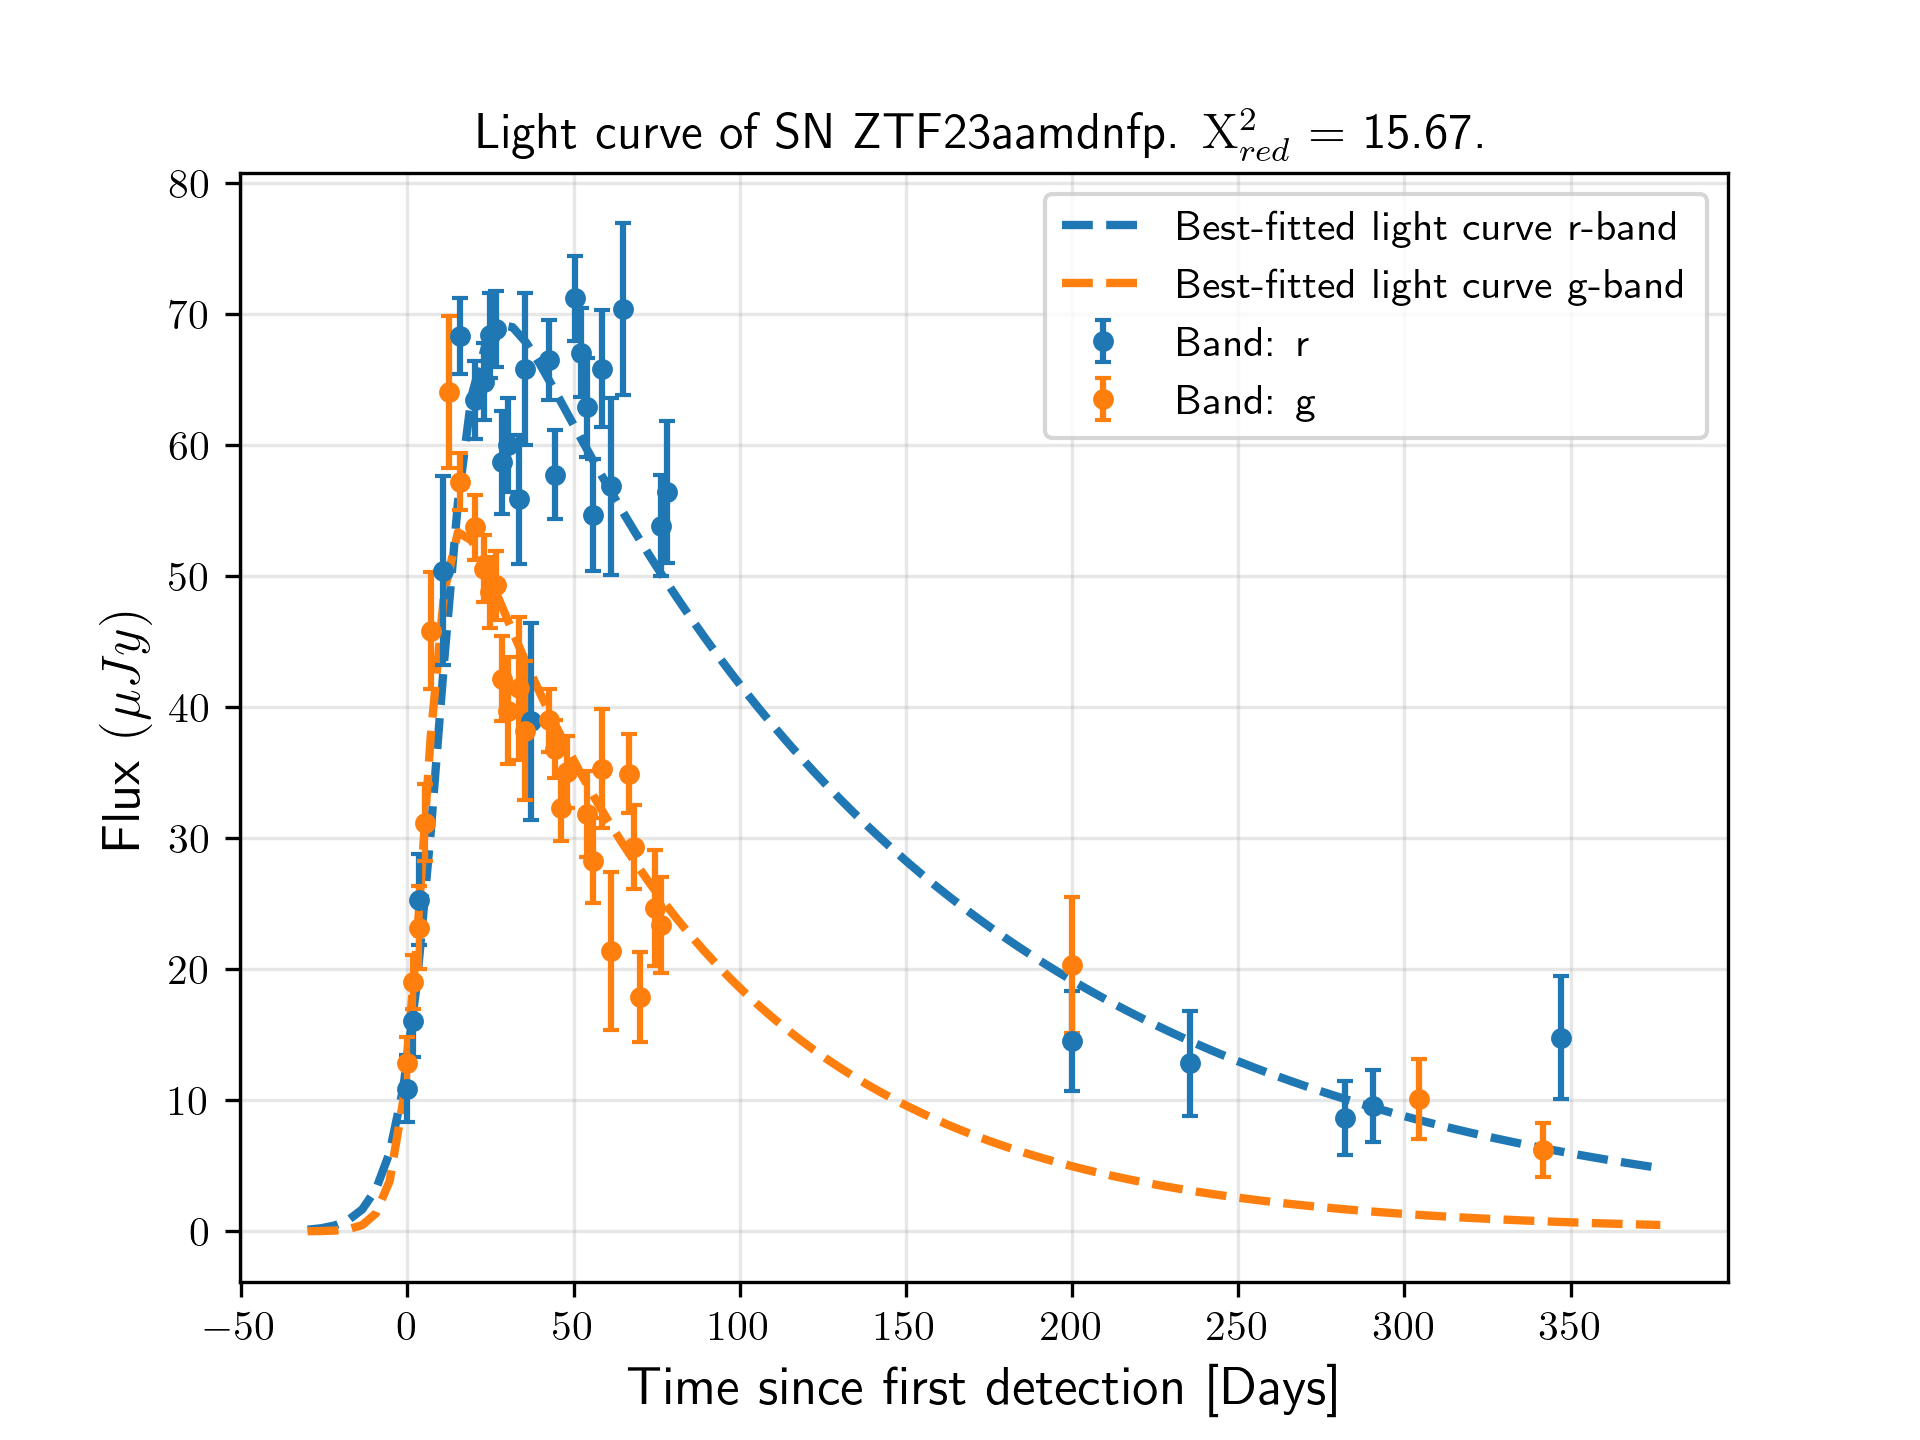 Light curve of SN ZTF23aamdnfp. X²_red = 15.67.
80
70
60
50
40
30
20
10
0
Flux (μJy)
Best-fitted light curve r-band
Best-fitted light curve g-band
Band: r
Band: g
−50 0 50 100 150 200 250 300 350
Time since first detection [Days]